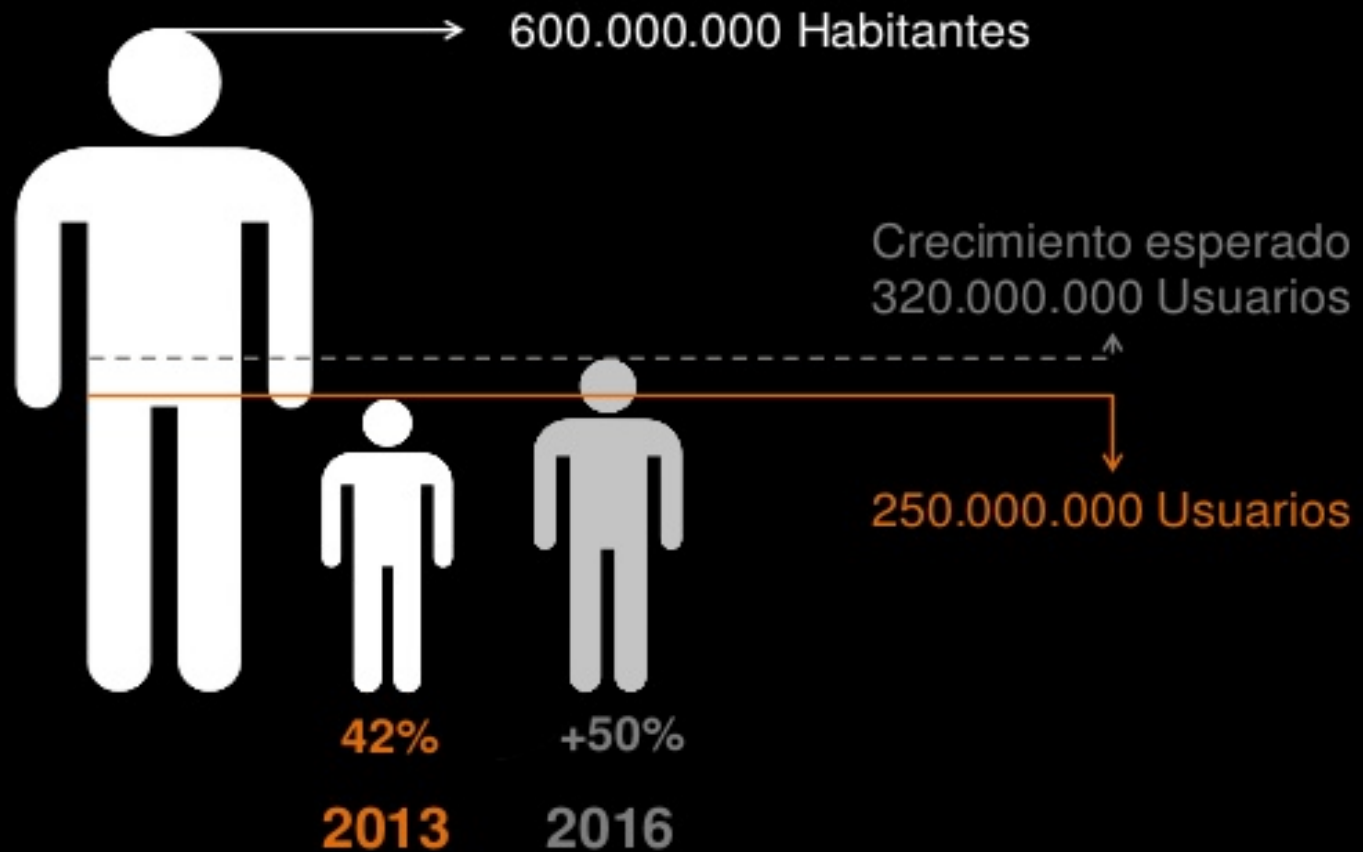 600.000.000 Habitantes
Crecimiento esperado
320.000.000 Usuarios
250.000.000 Usuarios
42%
+50%
2013
2016